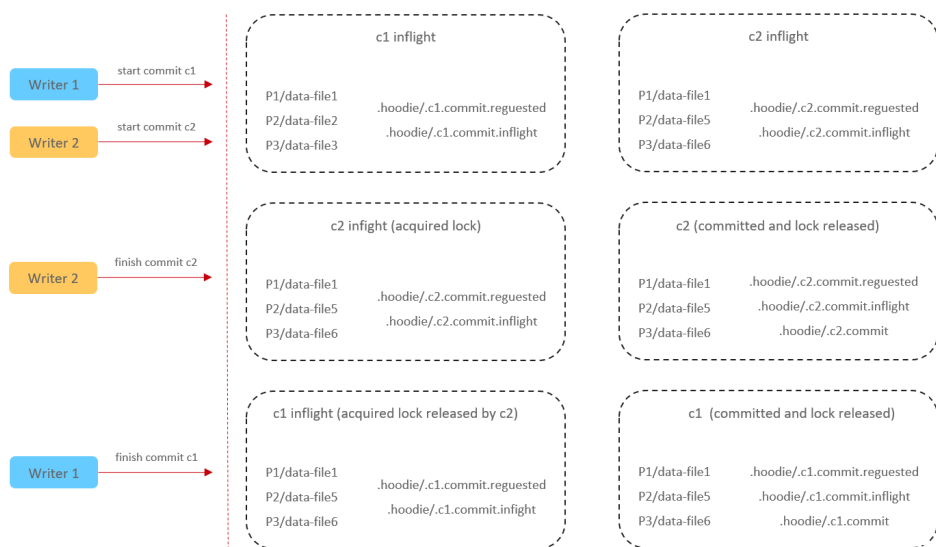 c1 inflight
c2 inflight
Writer 1
start commit c1
Writer 2
start commit c2
P1/data-file1
P2/data-file2
P3/data-file3
.hoodie/.c1.commit.reguested
.hoodie/.c1.commit.inflight
P1/data-file1
P2/data-file5
P3/data-file6
.hoodie/.c2.commit.reguested
.hoodie/.c2.commit.inflight
c2 infight (acquired lock)
c2 (committed and lock released)
Writer 2
finish commit c2
P1/data-file1
P2/data-file5
P3/data-file6
.hoodie/.c2.commit.reguested
.hoodie/.c2.commit.inflight
P1/data-file1
P2/data-file5
P3/data-file6
.hoodie/.c2.commit.reguested
.hoodie/.c2.commit.inflight
.hoodie/.c2.commit
c1 inflight (acquired lock released by c2)
c1 (committed and lock released)
Writer 1
finish commit c1
P1/data-file1
P2/data-file5
P3/data-file6
.hoodie/.c1.commit.reguested
.hoodie/.c1.commit.infight
P1/data-file1
P2/data-file5
P3/data-file6
.hoodie/.c1.commit.reguested
.hoodie/.c1.commit.inflight
.hoodie/.c1.commit